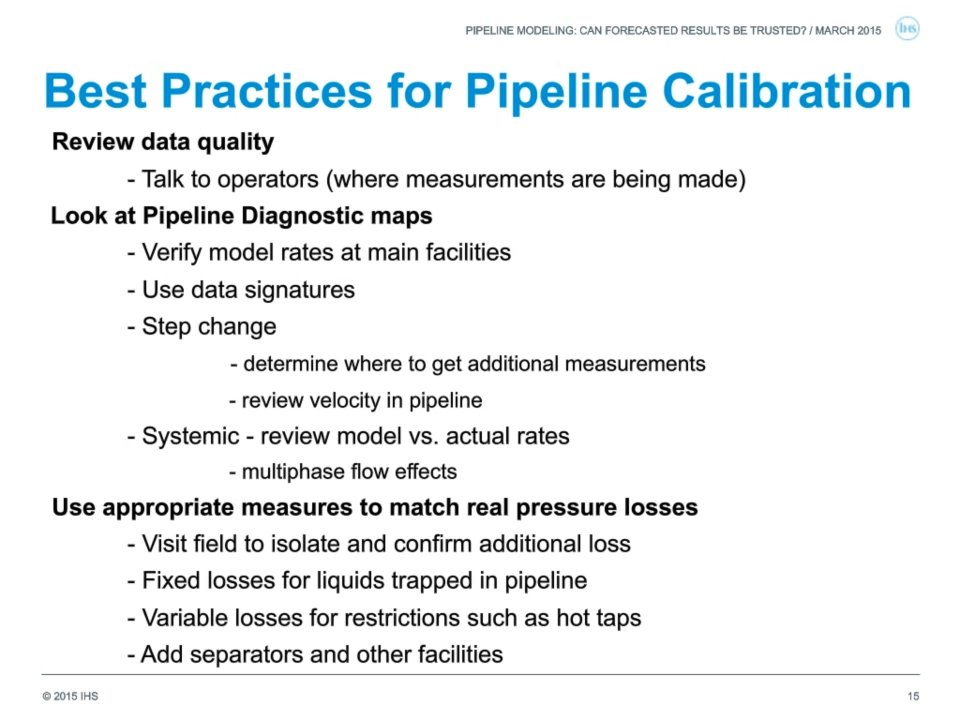 PIPELINE MODELING: CAN FORECASTED RESULTS BE TRUSTED? / MARCH 2015
IHS
Best Practices for Pipeline Calibration
Review data quality
- Talk to operators (where measurements are being made)
Look at Pipeline Diagnostic maps
- Verify model rates at main facilities
- Use data signatures
- Step change
- determine where to get additional measurements
- review velocity in pipeline
- Systemic - review model vs. actual rates
- multiphase flow effects
Use appropriate measures to match real pressure losses
- Visit field to isolate and confirm additional loss
- Fixed losses for liquids trapped in pipeline
- Variable losses for restrictions such as hot taps
- Add separators and other facilities
© 2015 IHS
15